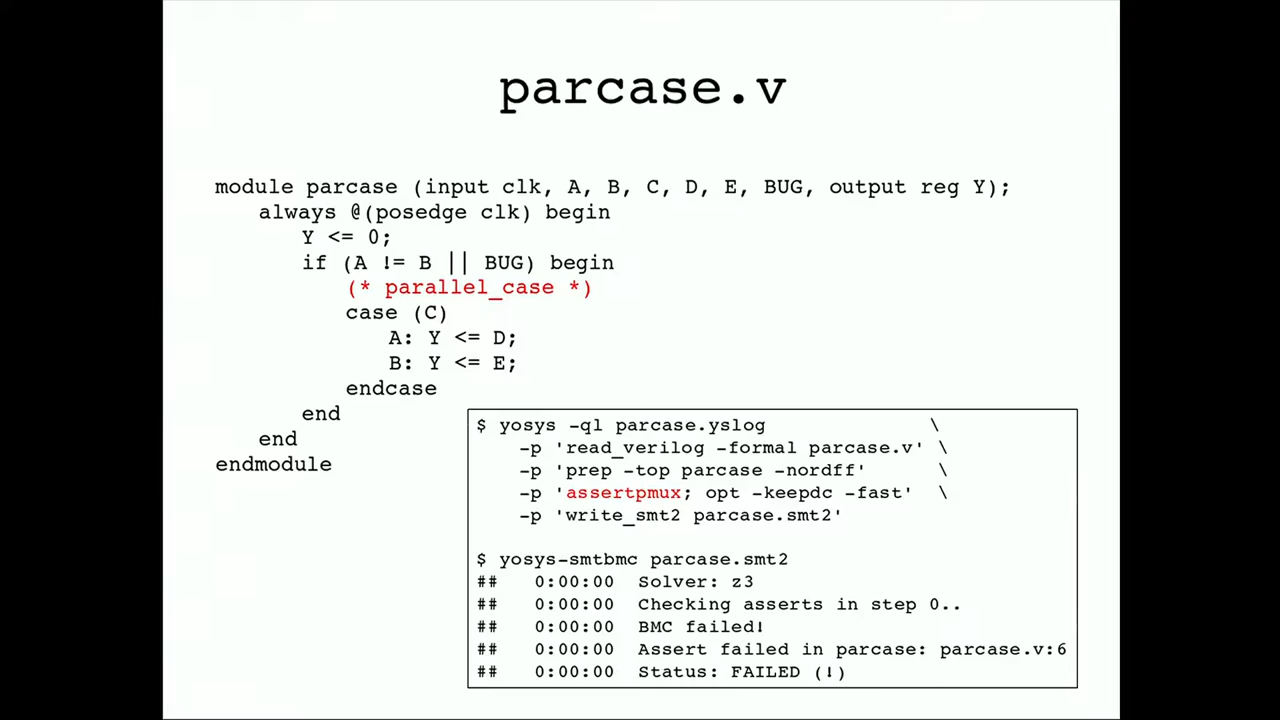 parcase.v
module parcase (input clk, A, B, C, D, E, BUG, output reg Y);
always @(posedge clk) begin
Y <= 0;
if (A != B || BUG) begin
(* parallel_case *)
case (C)
A: Y <= D;
B: Y <= E;
endcase
end
end
endmodule
$ yosys -ql parcase.yslog \
-p 'read_verilog -formal parcase.v' \
-p 'prep -top parcase -nordff' \
-p 'assertpmux; opt -keepdc -fast' \
-p 'write_smt2 parcase.smt2'
$ yosys-smtbmc parcase.smt2
## 0:00:00 Solver: z3
## 0:00:00 Checking asserts in step 0..
## 0:00:00 BMC failed!
## 0:00:00 Assert failed in parcase: parcase.v:6
## 0:00:00 Status: FAILED (!)